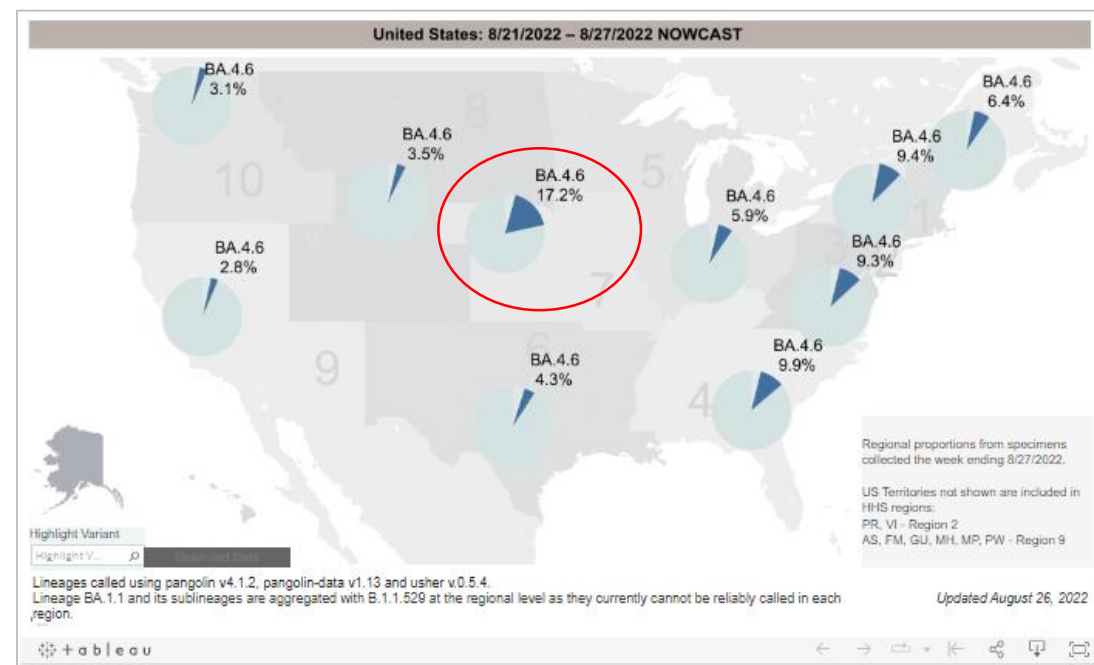 United States: 8/21/2022 – 8/27/2022 NOWCAST
BA.4.6
3.1%
BA.4.6
6.4%
8
BA.4.6
3.5%
BA.4.6
9.4%
10
5
BA.4.6
17.2%
BA.4.6
5.9%
1
BA.4.6
2.8%
3
2
BA.4.6
9.3%
7
6
BA.4.6
4.3%
9
BA.4.6
9.9%
4
Regional proportions from specimens
collected the week ending 8/27/2022.
US Territories not shown are included in
HHS regions:
PR, VI - Region 2
AS, FM, GU, MH, MP, PW - Region 9
Highlight Variant
Highlight V...
Download Data
Lineages called using pangolin v4.1.2, pangolin-data v1.13 and usher v.0.5.4.
Lineage BA.1.1 and its sublineages are aggregated with B.1.1.529 at the regional level as they currently cannot be reliably called in each
region.
Updated August 26, 2022
+ableau